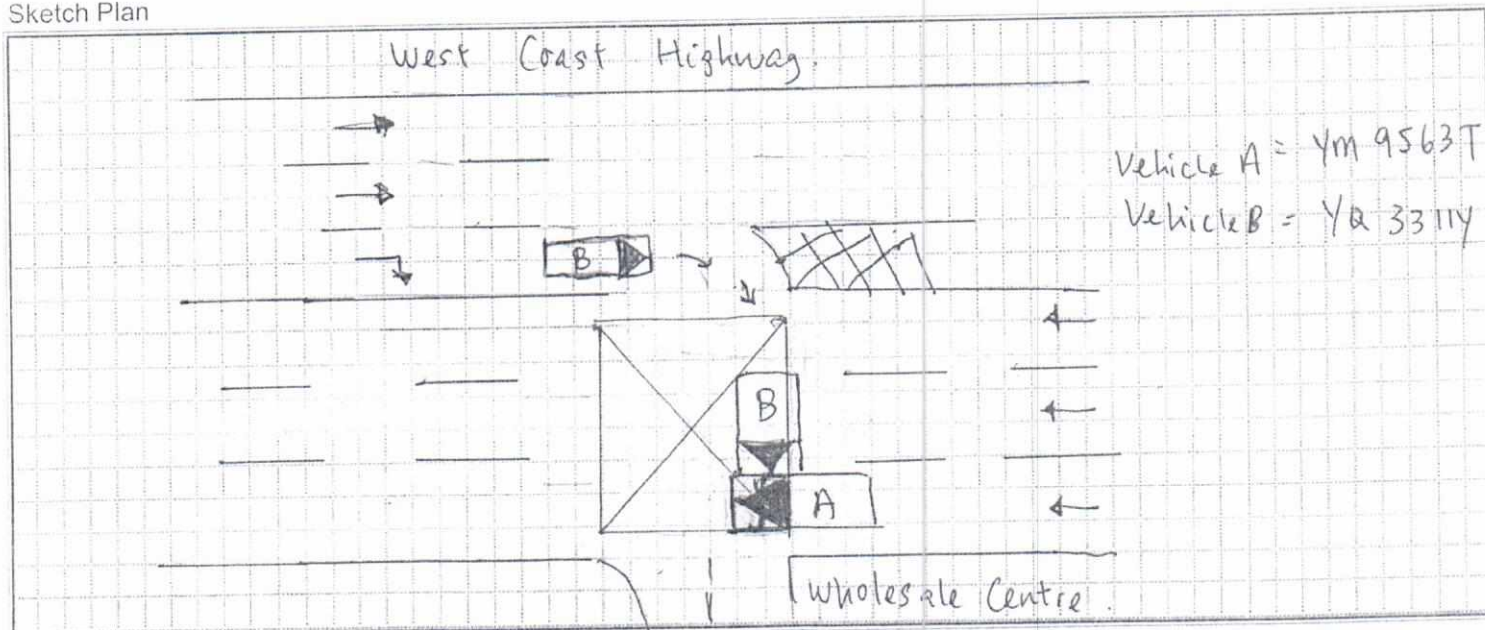 Sketch Plan
West Coast Highway.
Vehicle A = YM 9563T
Vehicle B = YQ 3311Y
B
B
A
Wholesale Centre.